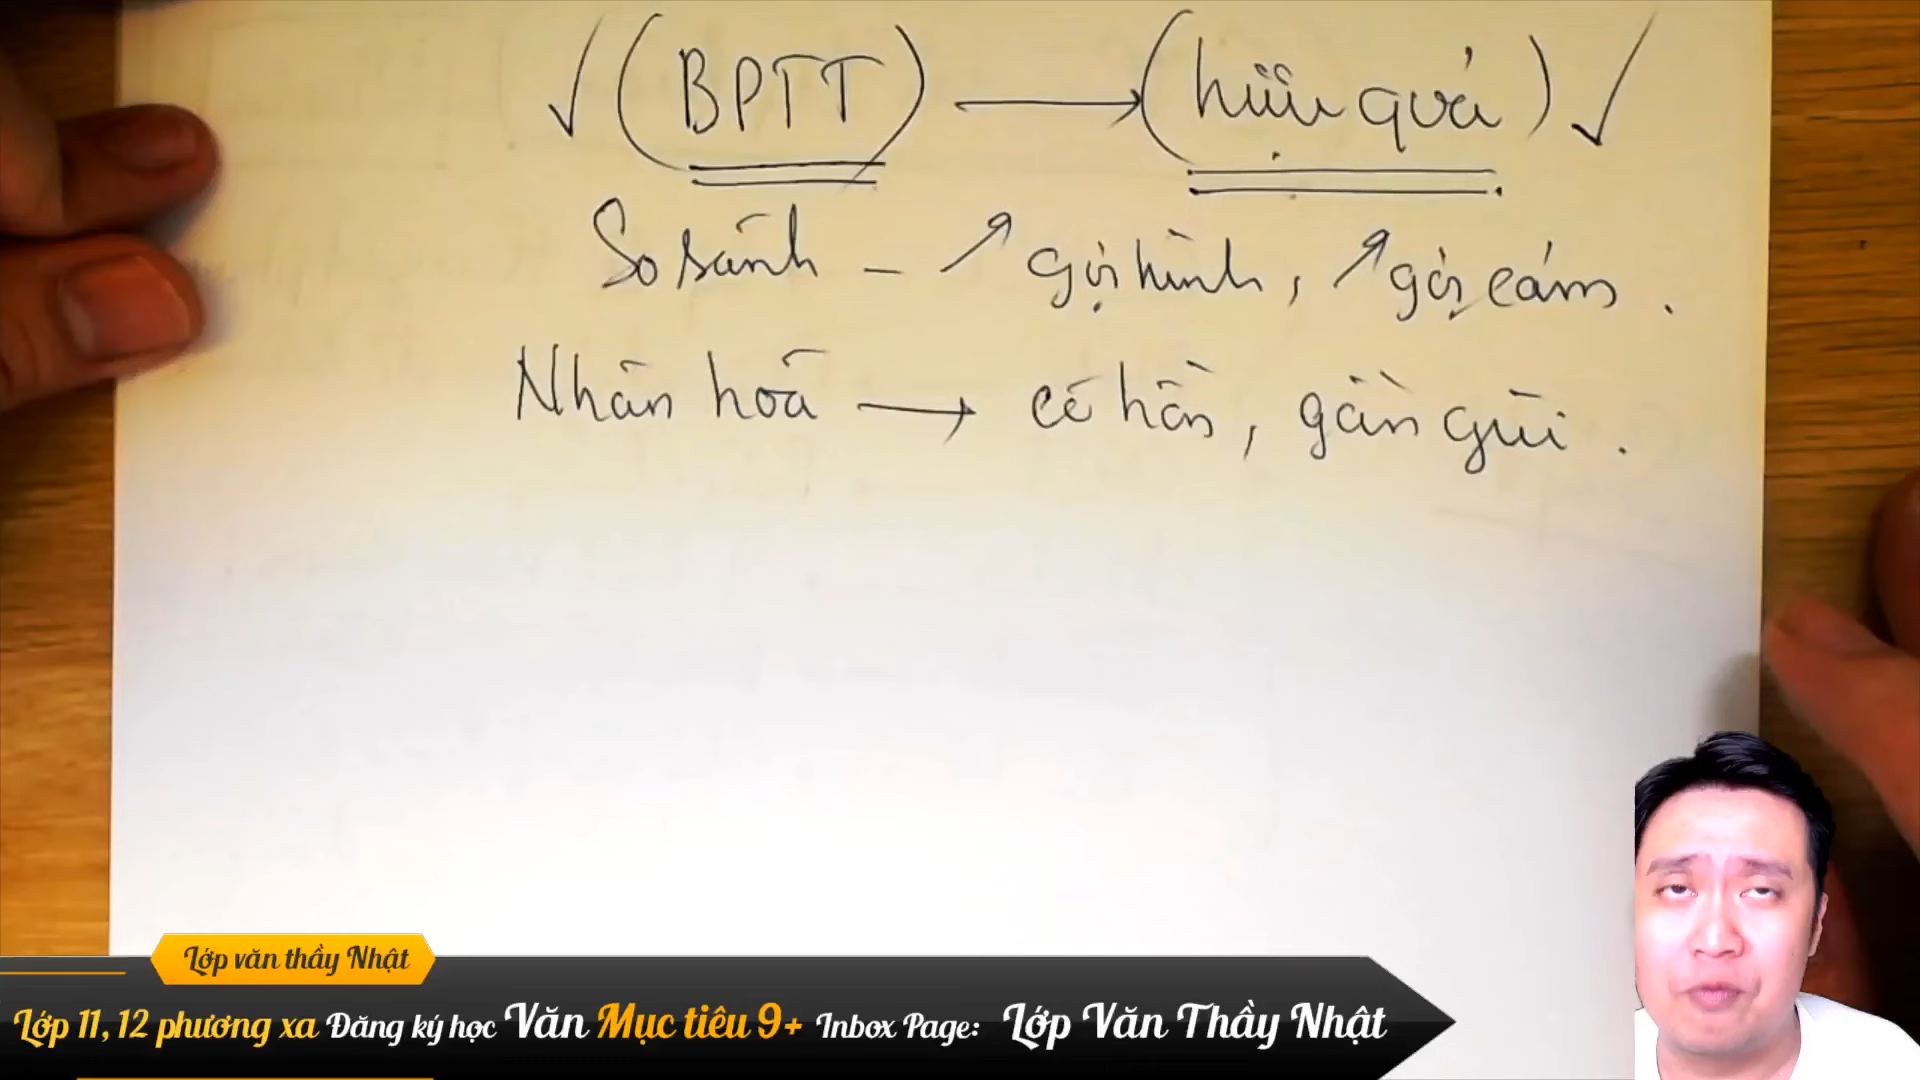 √ (BPTT) → (hiệu quả) √
So sánh - ↗ gợi hình, ↗ gợi cảm.
Nhân hoá → có hồn, gần gũi.
Lớp văn thầy Nhật
Lớp 11, 12 phương xa Đăng ký học Văn Mục tiêu 9+ Inbox Page: Lớp Văn Thầy Nhật